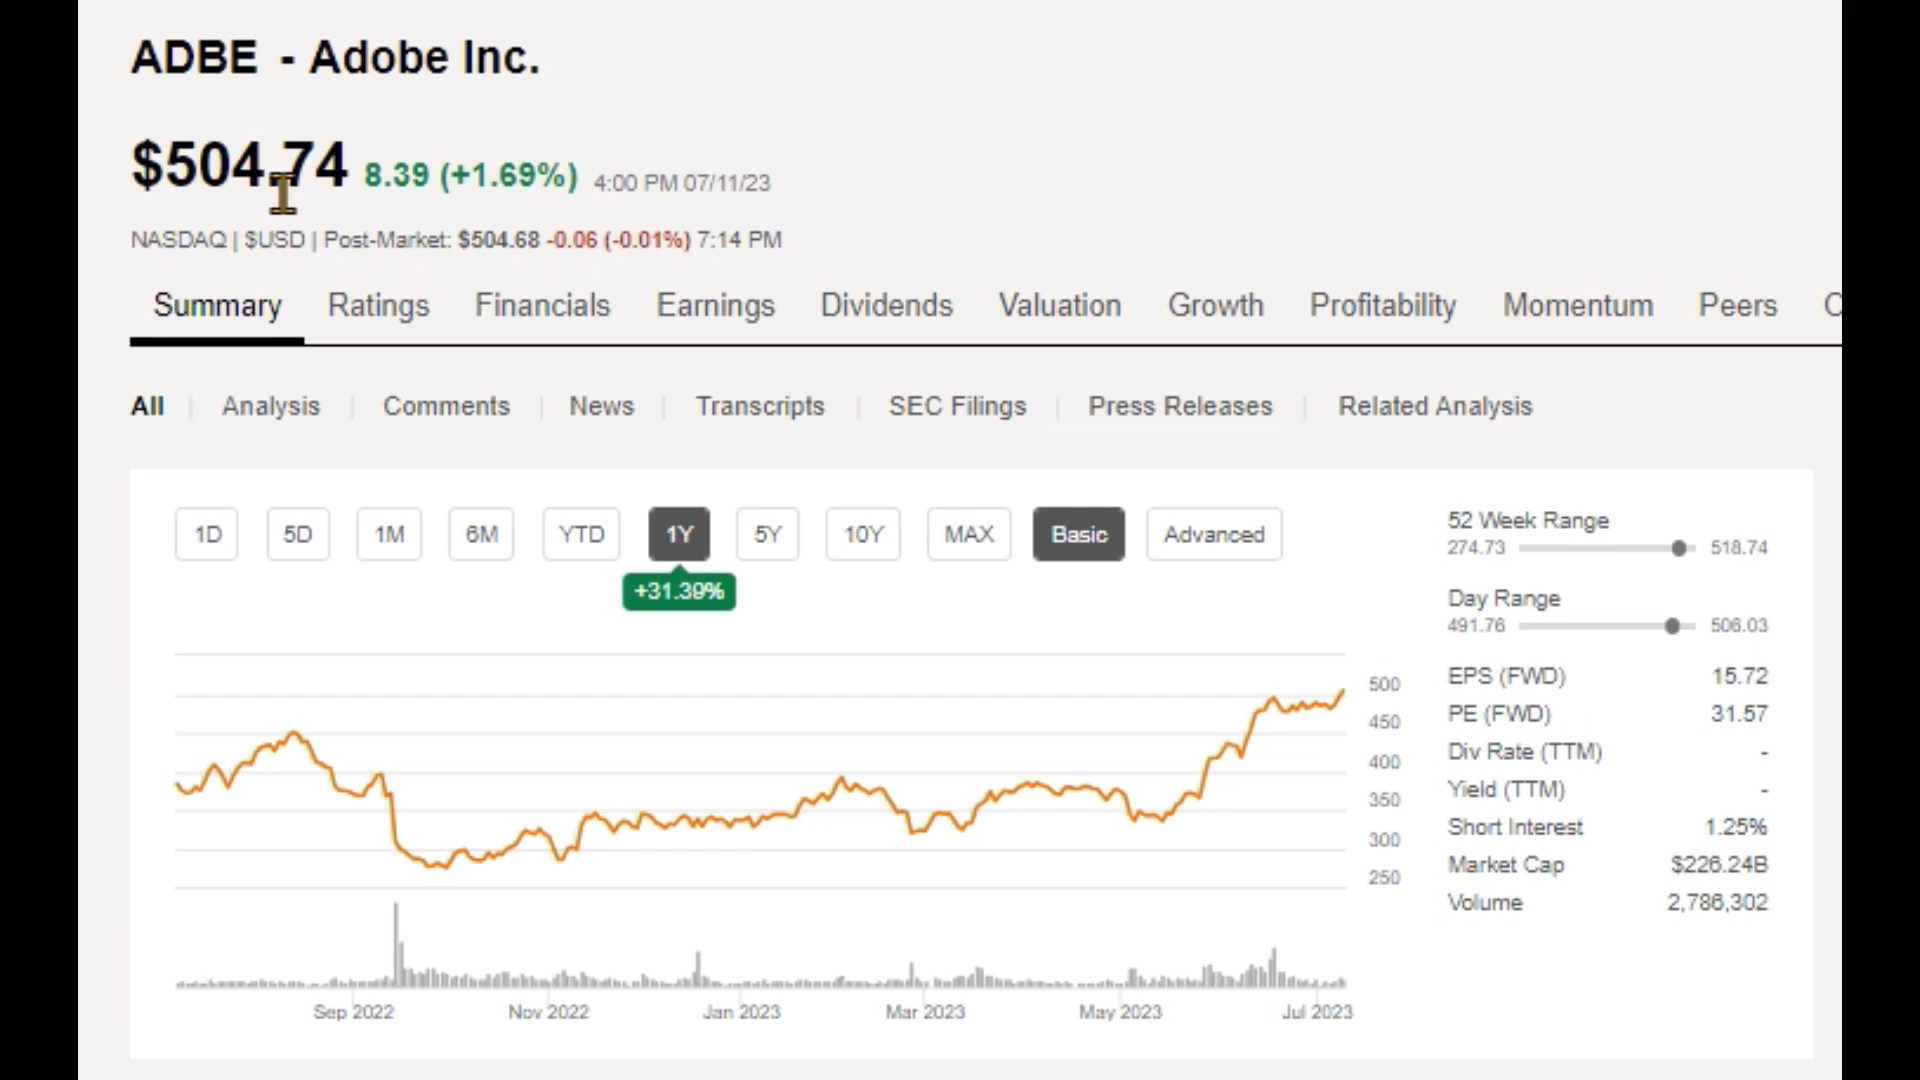 ADBE - Adobe Inc.
$504.74 8.39 (+1.69%) 4:00 PM 07/11/23
NASDAQ | $USD | Post-Market: $504.68 -0.06 (-0.01%) 7:14 PM
Summary Ratings Financials Earnings Dividends Valuation Growth Profitability Momentum Peers
All | Analysis | Comments | News | Transcripts | SEC Filings | Press Releases | Related Analysis
1D 5D 1M 6M YTD 1Y 5Y 10Y MAX Basic Advanced
+31.39%
52 Week Range
274.73 518.74
Day Range
491.76 506.03
EPS (FWD) 15.72
PE (FWD) 31.57
Div Rate (TTM) -
Yield (TTM) -
Short Interest 1.25%
Market Cap $226.24B
Volume 2,786,302
500
450
400
350
300
250
Sep 2022 Nov 2022 Jan 2023 Mar 2023 May 2023 Jul 2023